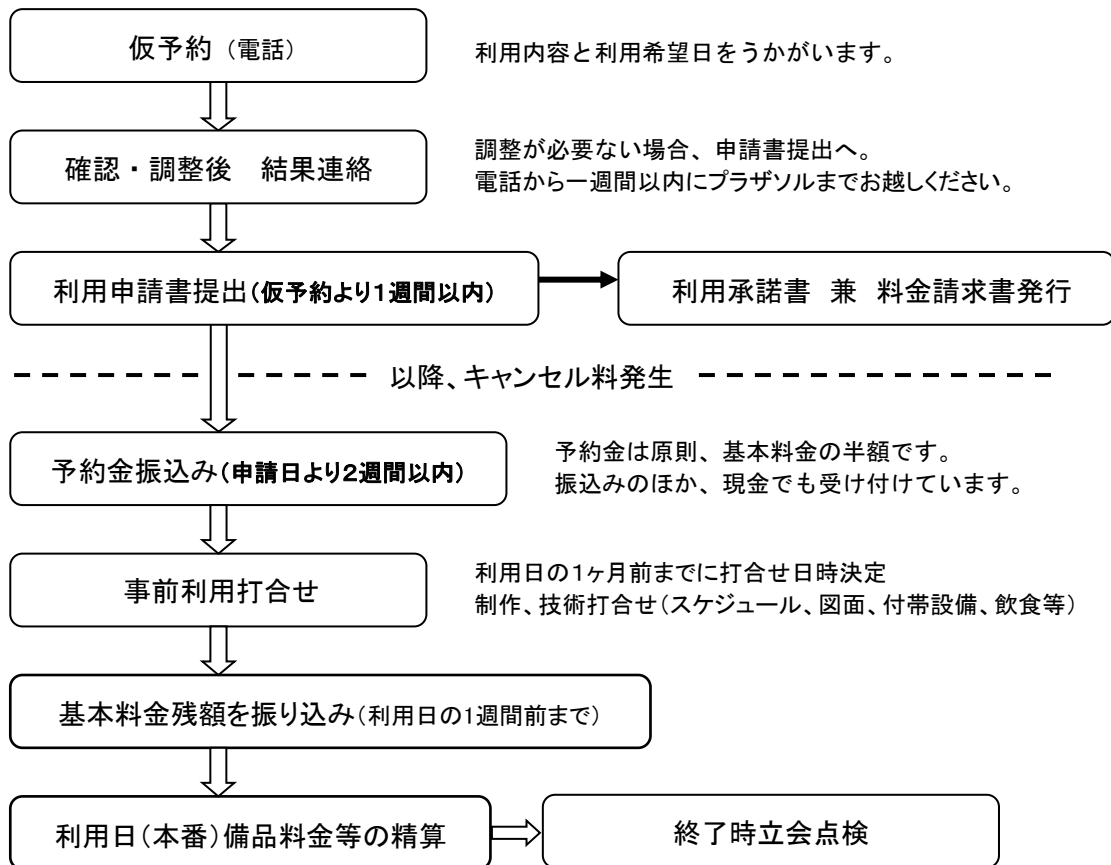 仮予約（電話）
利用内容と利用希望日をうかがいます。
確認・調整後　結果連絡
調整が必要ない場合、申請書提出へ。
電話から一週間以内にプラザソルまでお越しください。
利用申請書提出（仮予約より１週間以内）
利用承諾書　兼　料金請求書発行
以降、キャンセル料発生
予約金振込み（申請日より２週間以内）
予約金は原則、基本料金の半額です。
振込みのほか、現金でも受け付けています。
事前利用打合せ
利用日の１ヶ月前までに打合せ日時決定
制作、技術打合せ（スケジュール、図面、付帯設備、飲食等）
基本料金残額を振り込み（利用日の1週間前まで）
利用日（本番）備品料金等の精算
終了時立会点検